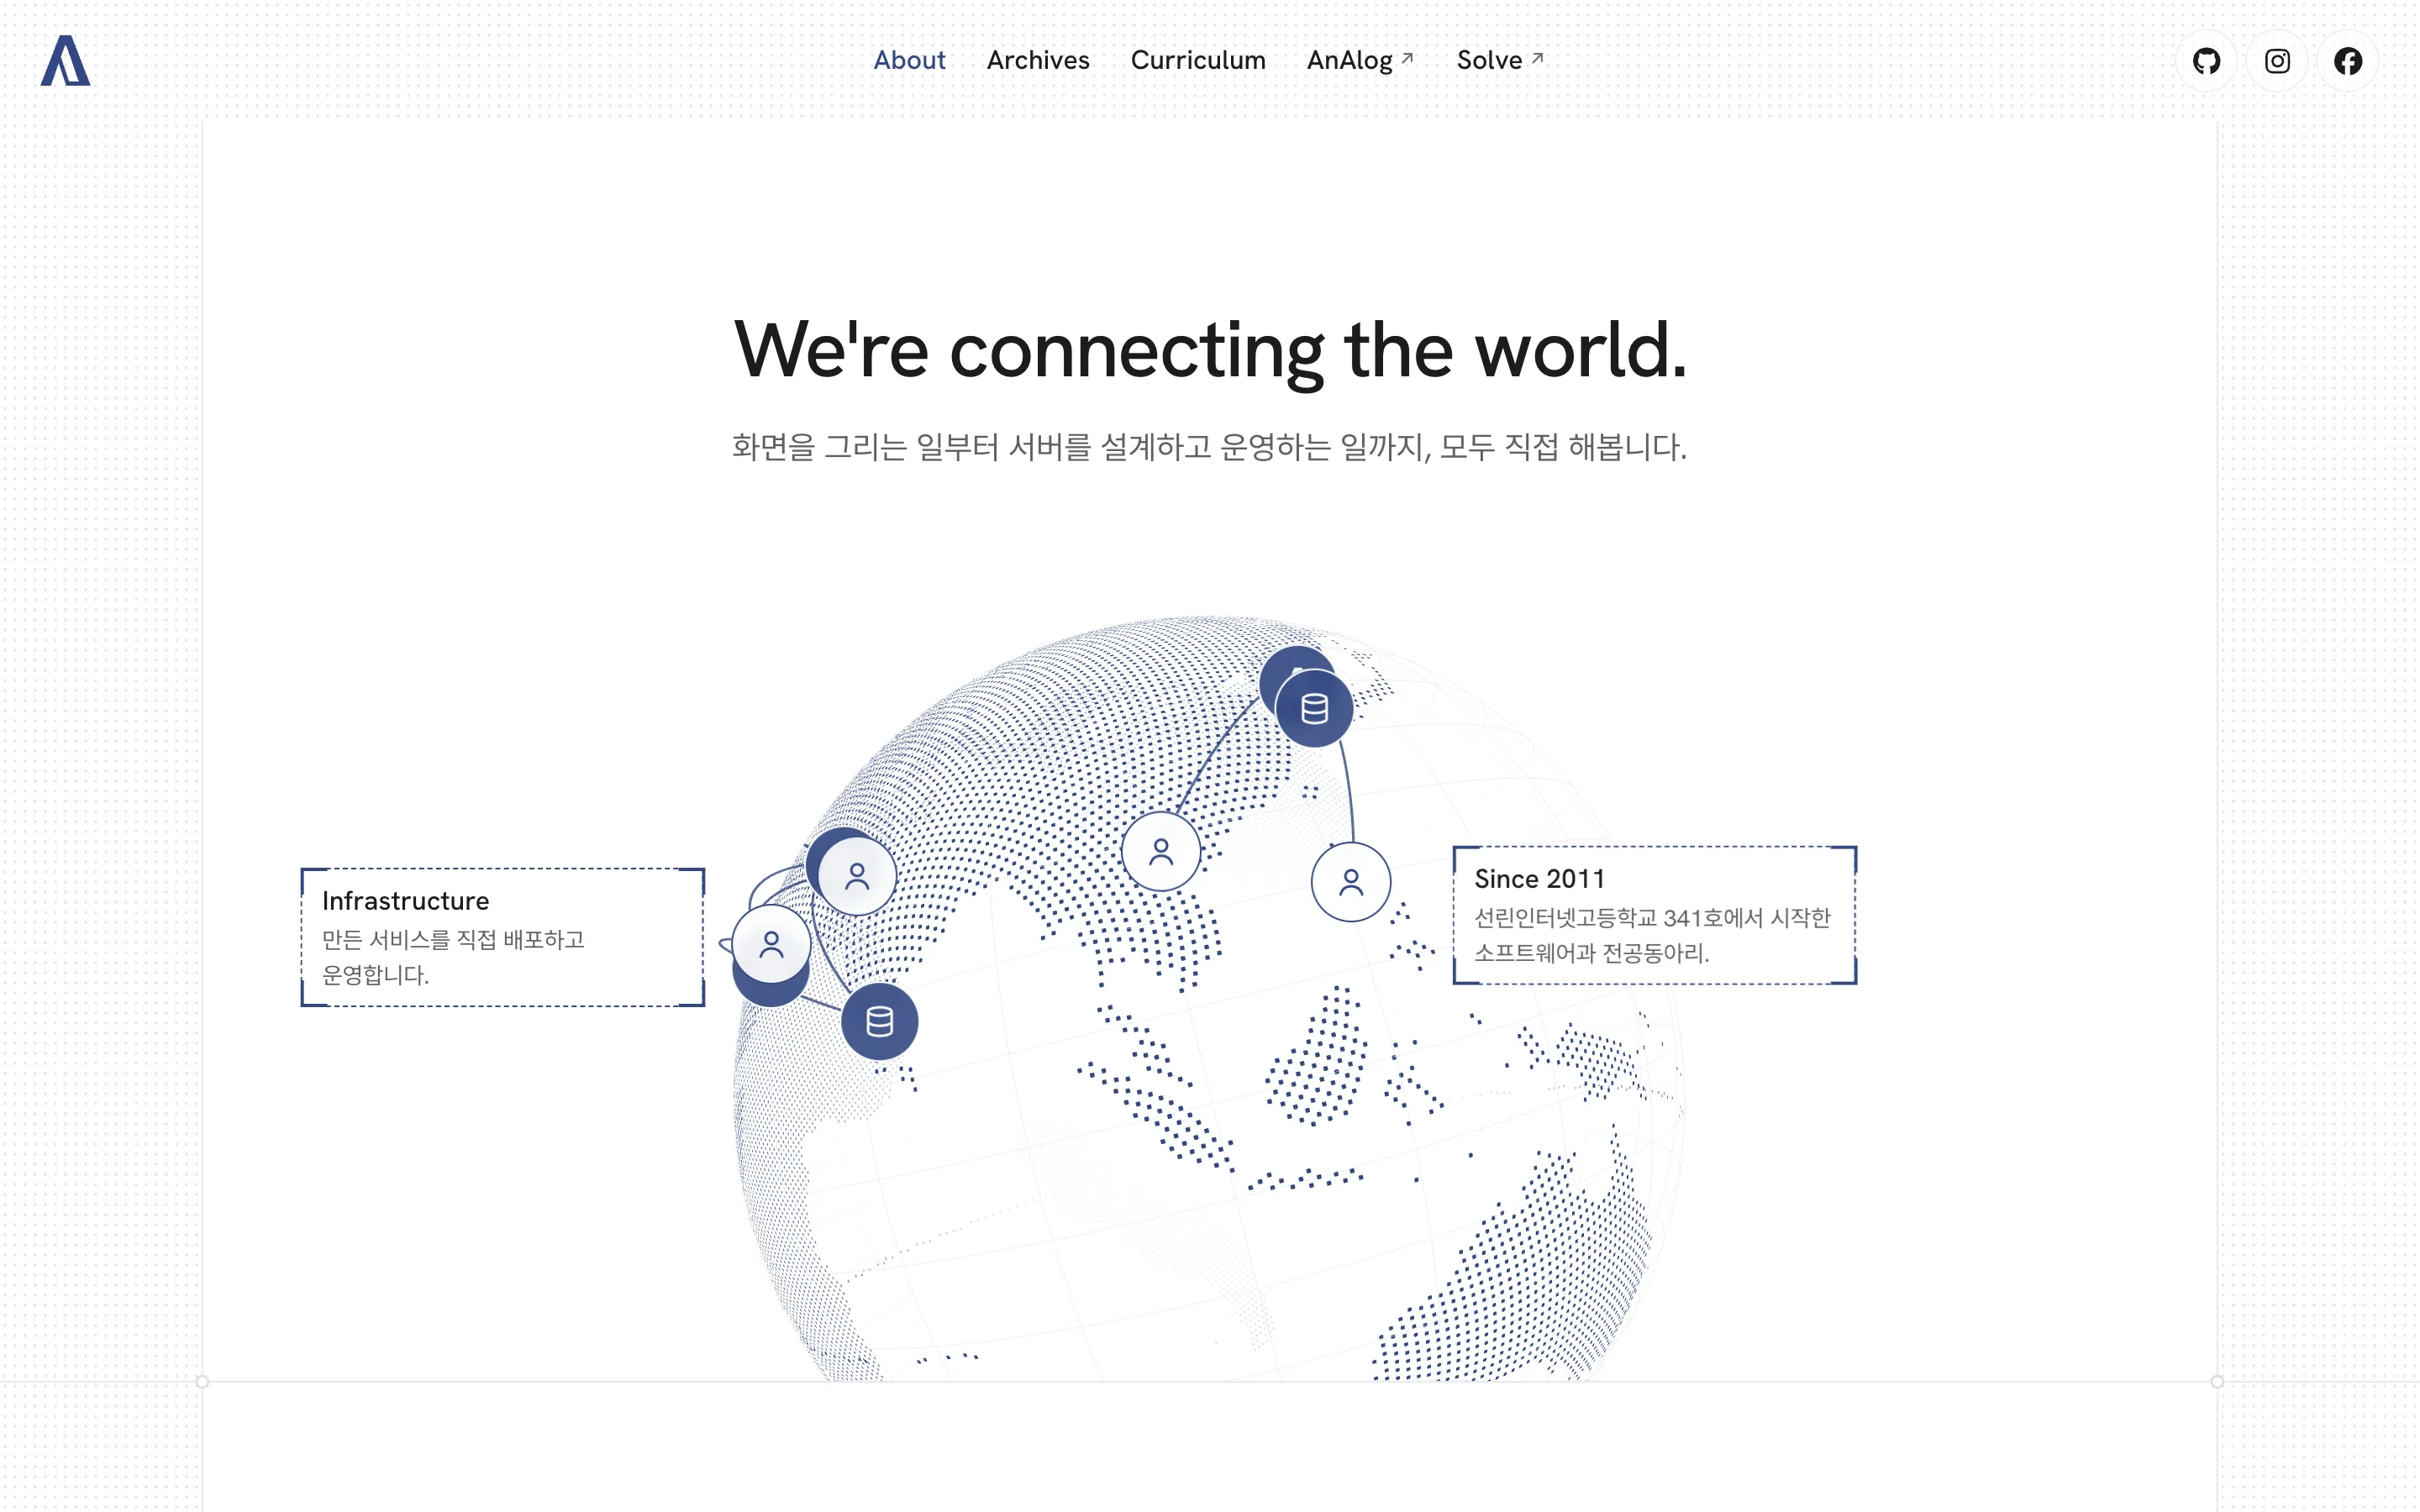 About
Archives
Curriculum
AnAlog
Solve
We're connecting the world.
화면을 그리는 일부터 서버를 설계하고 운영하는 일까지, 모두 직접 해봅니다.
Infrastructure
만든 서비스를 직접 배포하고
운영합니다.
Since 2011
선린인터넷고등학교 341호에서 시작한
소프트웨어과 전공동아리.